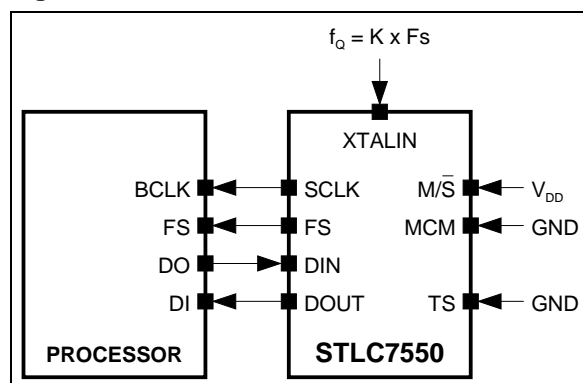 f_Q = K x Fs
XTALIN
BCLK SCLK M/S̅ V_DD
FS FS MCM GND
DO DIN
DI DOUT TS GND
PROCESSOR STLC7550